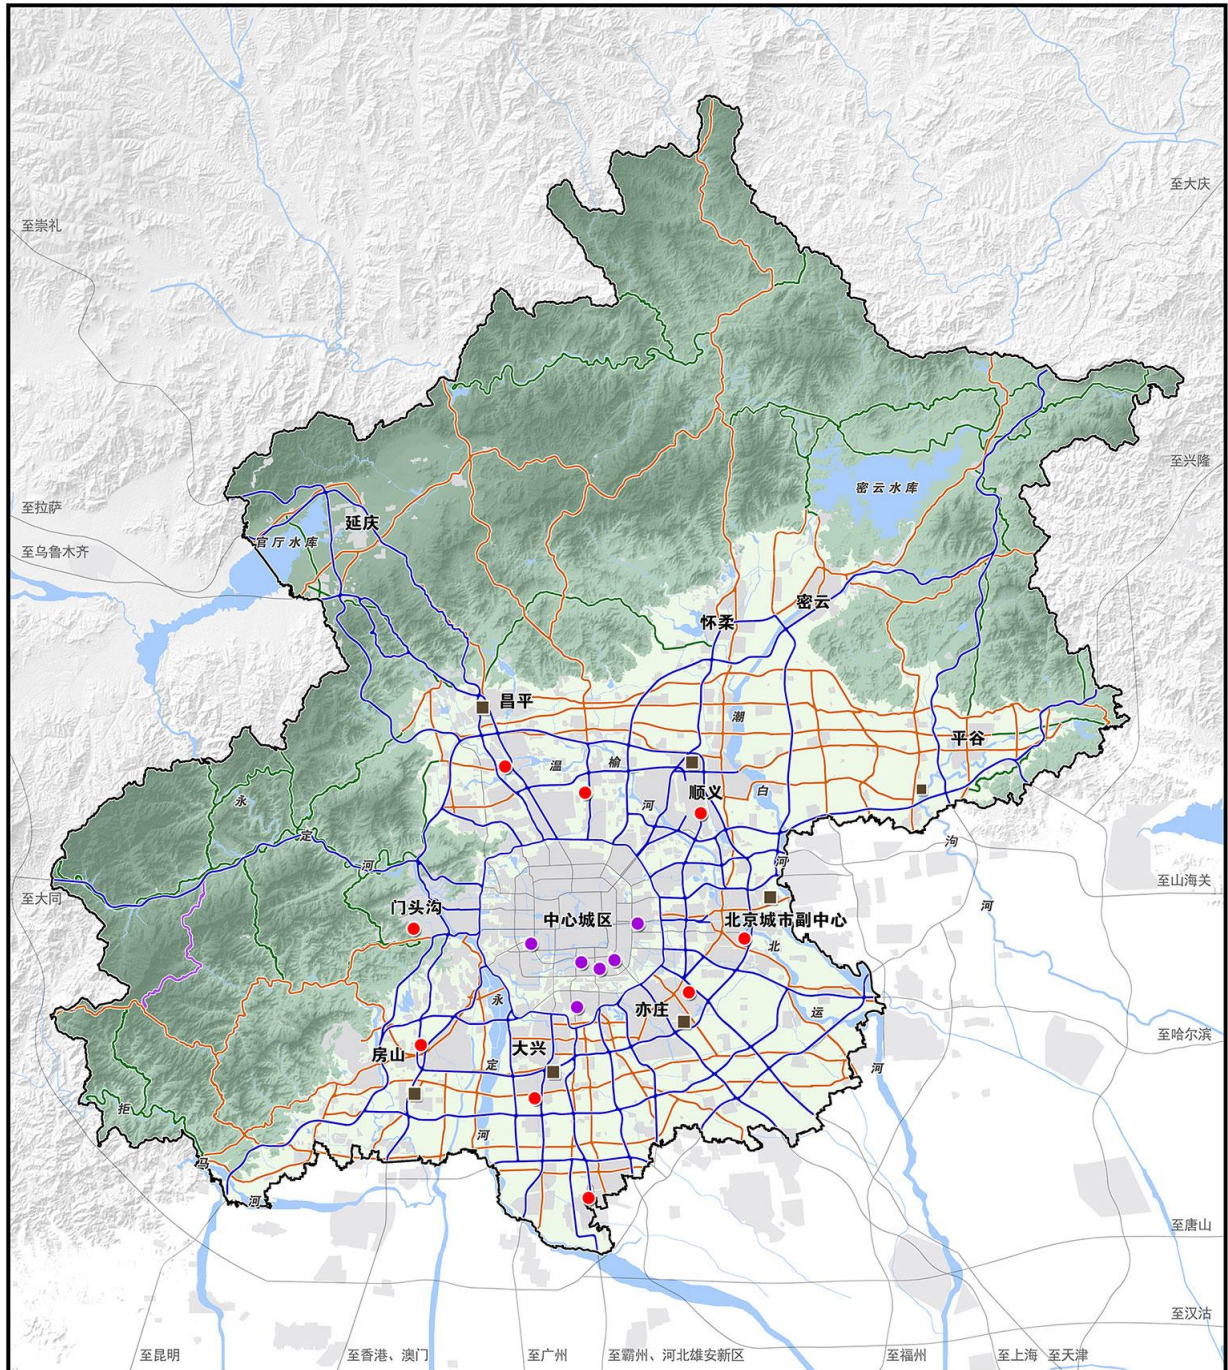 至大庆
至崇礼
至兴隆
密云水库
至拉萨
延庆
官厅水库
至乌鲁木齐
密云
怀柔
昌平
潮
平谷
温
榆
白
顺义
永
河
定
河
河
泃
至山海关
至大同
门头沟
中心城区
北京城市副中心
河
北
永
亦庄
运
至哈尔滨
大兴
房山
定
河
拒
河
马
河
至唐山
至汉沽
至昆明
至香港、澳门
至广州
至霸州、河北雄安新区
至福州
至上海
至天津